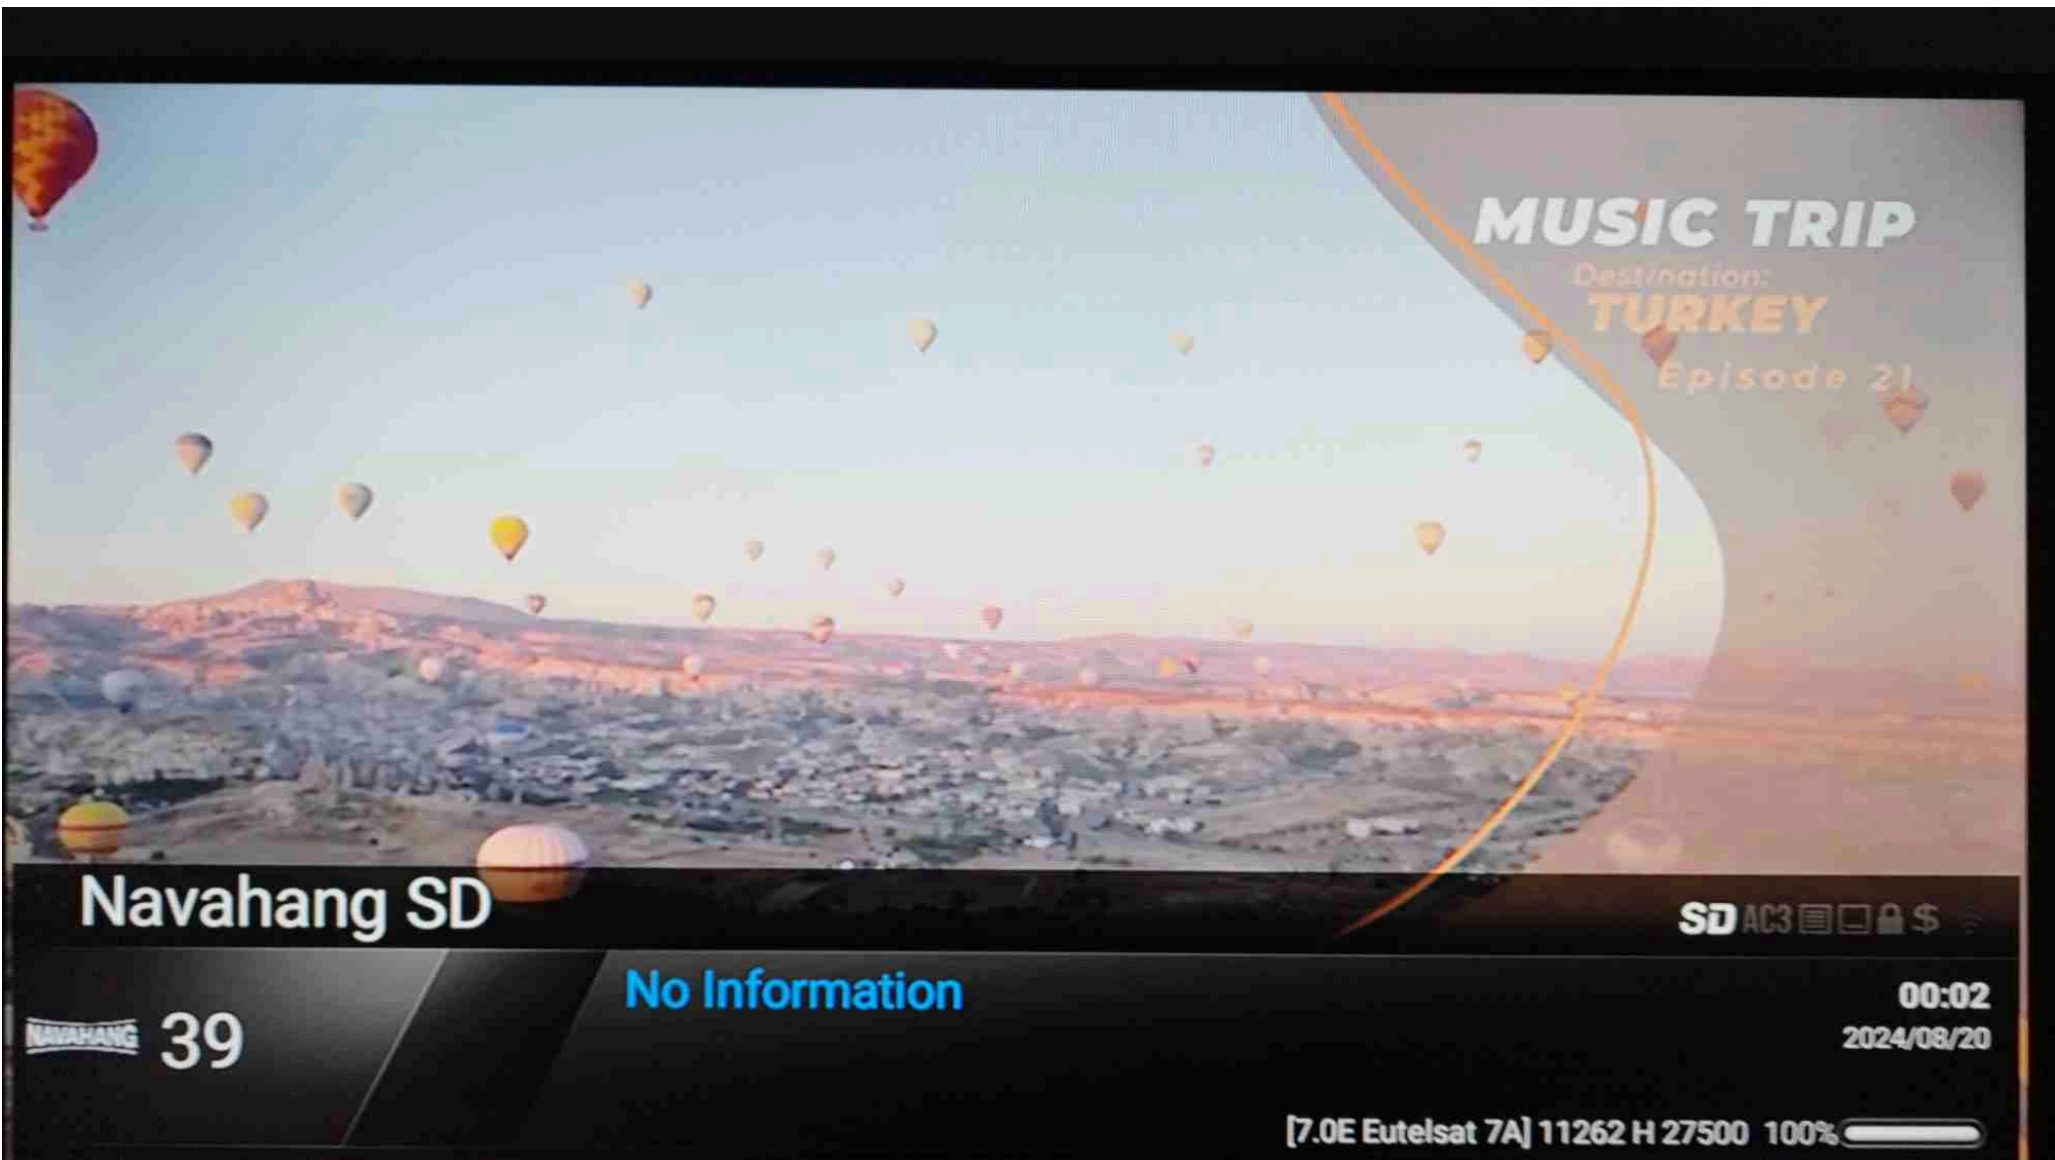 MUSIC TRIP
Destination:
TURKEY
Episode 21
Navahang SD
SD AC3 $
NAVAHANG 39
No Information
00:02
2024/08/20
[7.0E Eutelsat 7A] 11262 H 27500 100%